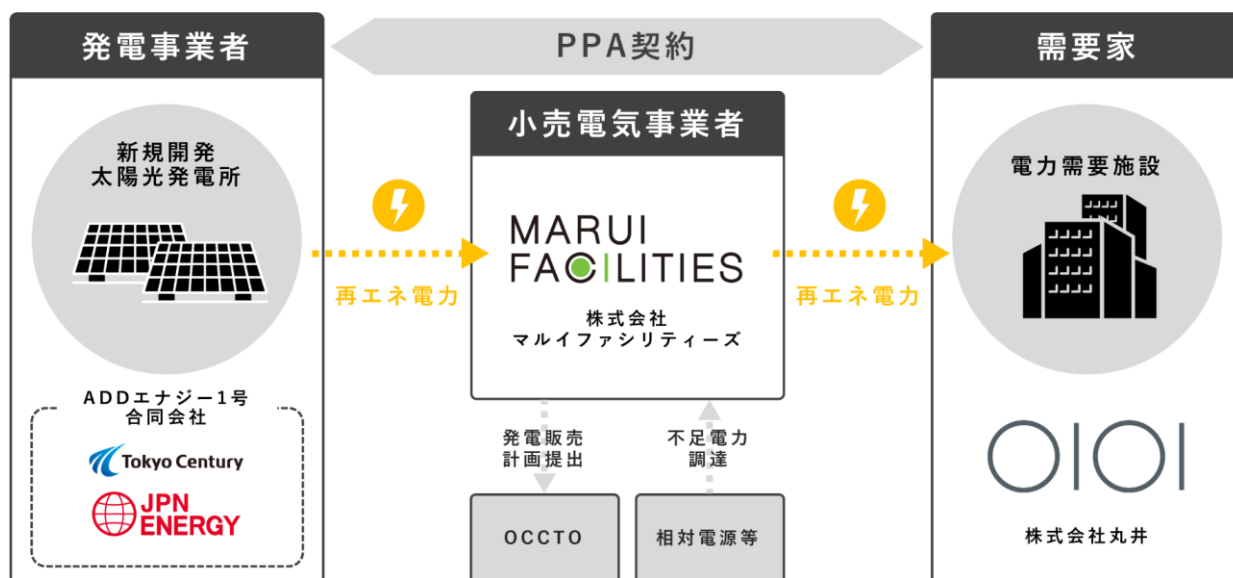 発電事業者
新規開発
太陽光発電所
ADDエナジー1号
合同会社
Tokyo Century
JPN
ENERGY
PPA契約
再エネ電力
小売電気事業者
MARUI
FACILITIES
株式会社
マルイファシリティーズ
発電販売
計画提出
不足電力
調達
OCCTO
相対電源等
再エネ電力
需要家
電力需要施設
OIOI
株式会社丸井